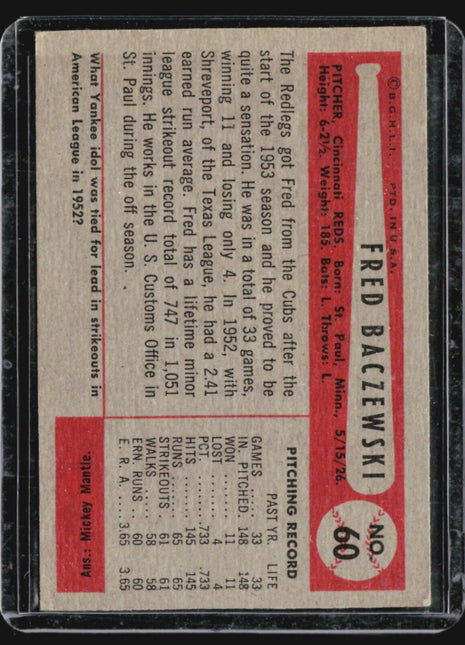 © B.G.H.L.I. PTD. IN U.S.A.
FRED BACZEWSKI
NO.
60
PITCHER, Cincinnati REDS. Born: St. Paul, Minn., 5/15/26.
Height: 6-2½. Weight: 185. Bats: L. Throws: L.
The Redlegs got Fred from the Cubs after the
start of the 1953 season and he proved to be
quite a sensation. He was in a total of 33 games,
winning 11 and losing only 4. In 1952, with
Shreveport, of the Texas League, he had a 2.41
earned run average. Fred has a lifetime minor
league strikeout record total of 747 in 1,051
innings. He works in the U. S. Customs Office in
St. Paul during the off season.
PITCHING RECORD
PAST YR. LIFE
GAMES ...... 33 33
IN. PITCHED. 148 148
WON ........ 11 11
LOST ....... 4 4
PCT. ....... .733 .733
HITS ....... 145 145
RUNS ....... 65 65
STRIKEOUTS . 61 61
WALKS ...... 58 58
ERN. RUNS .. 60 60
E. R. A. ... 3.65 3.65
What Yankee idol was tied for lead in strikeouts in
American League in 1952?
Ans.: Mickey Mantle.